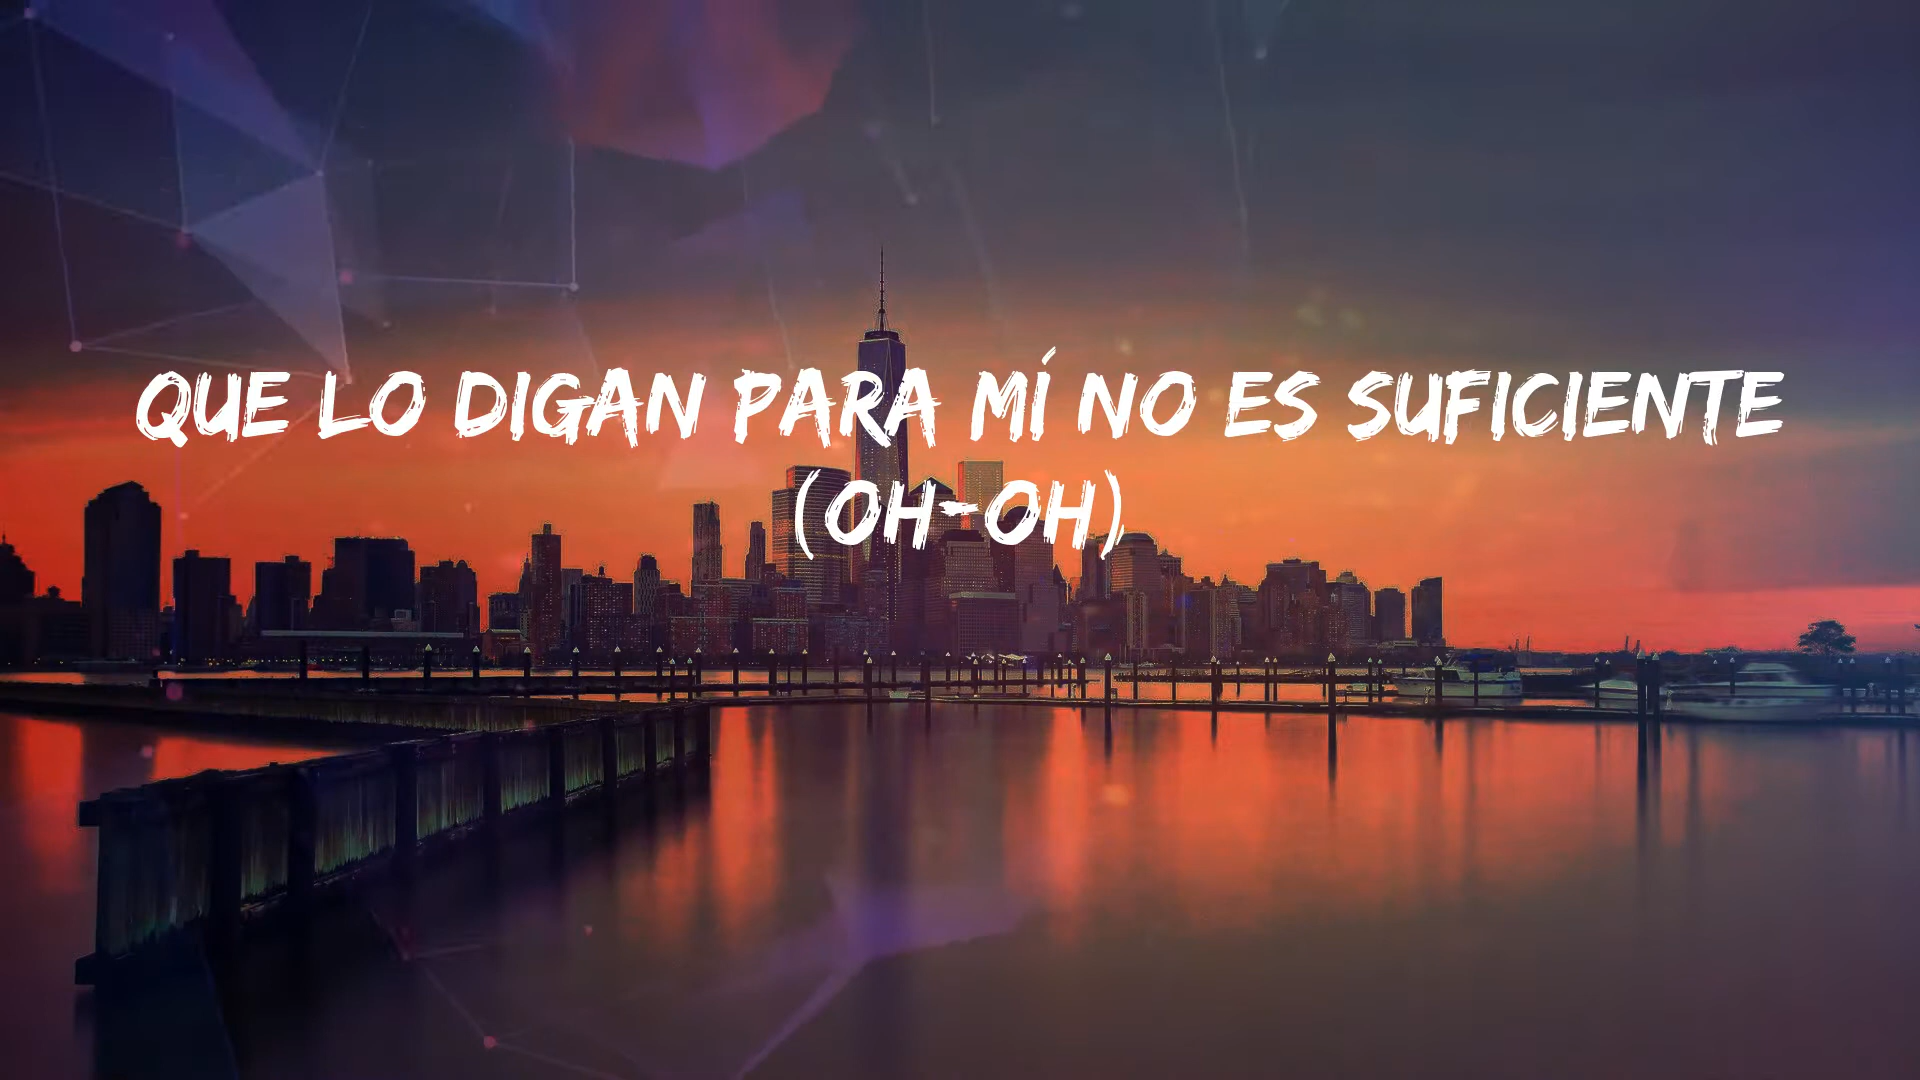 QUE LO DIGAN PARA MÍ NO ES SUFICIENTE
(OH-OH)